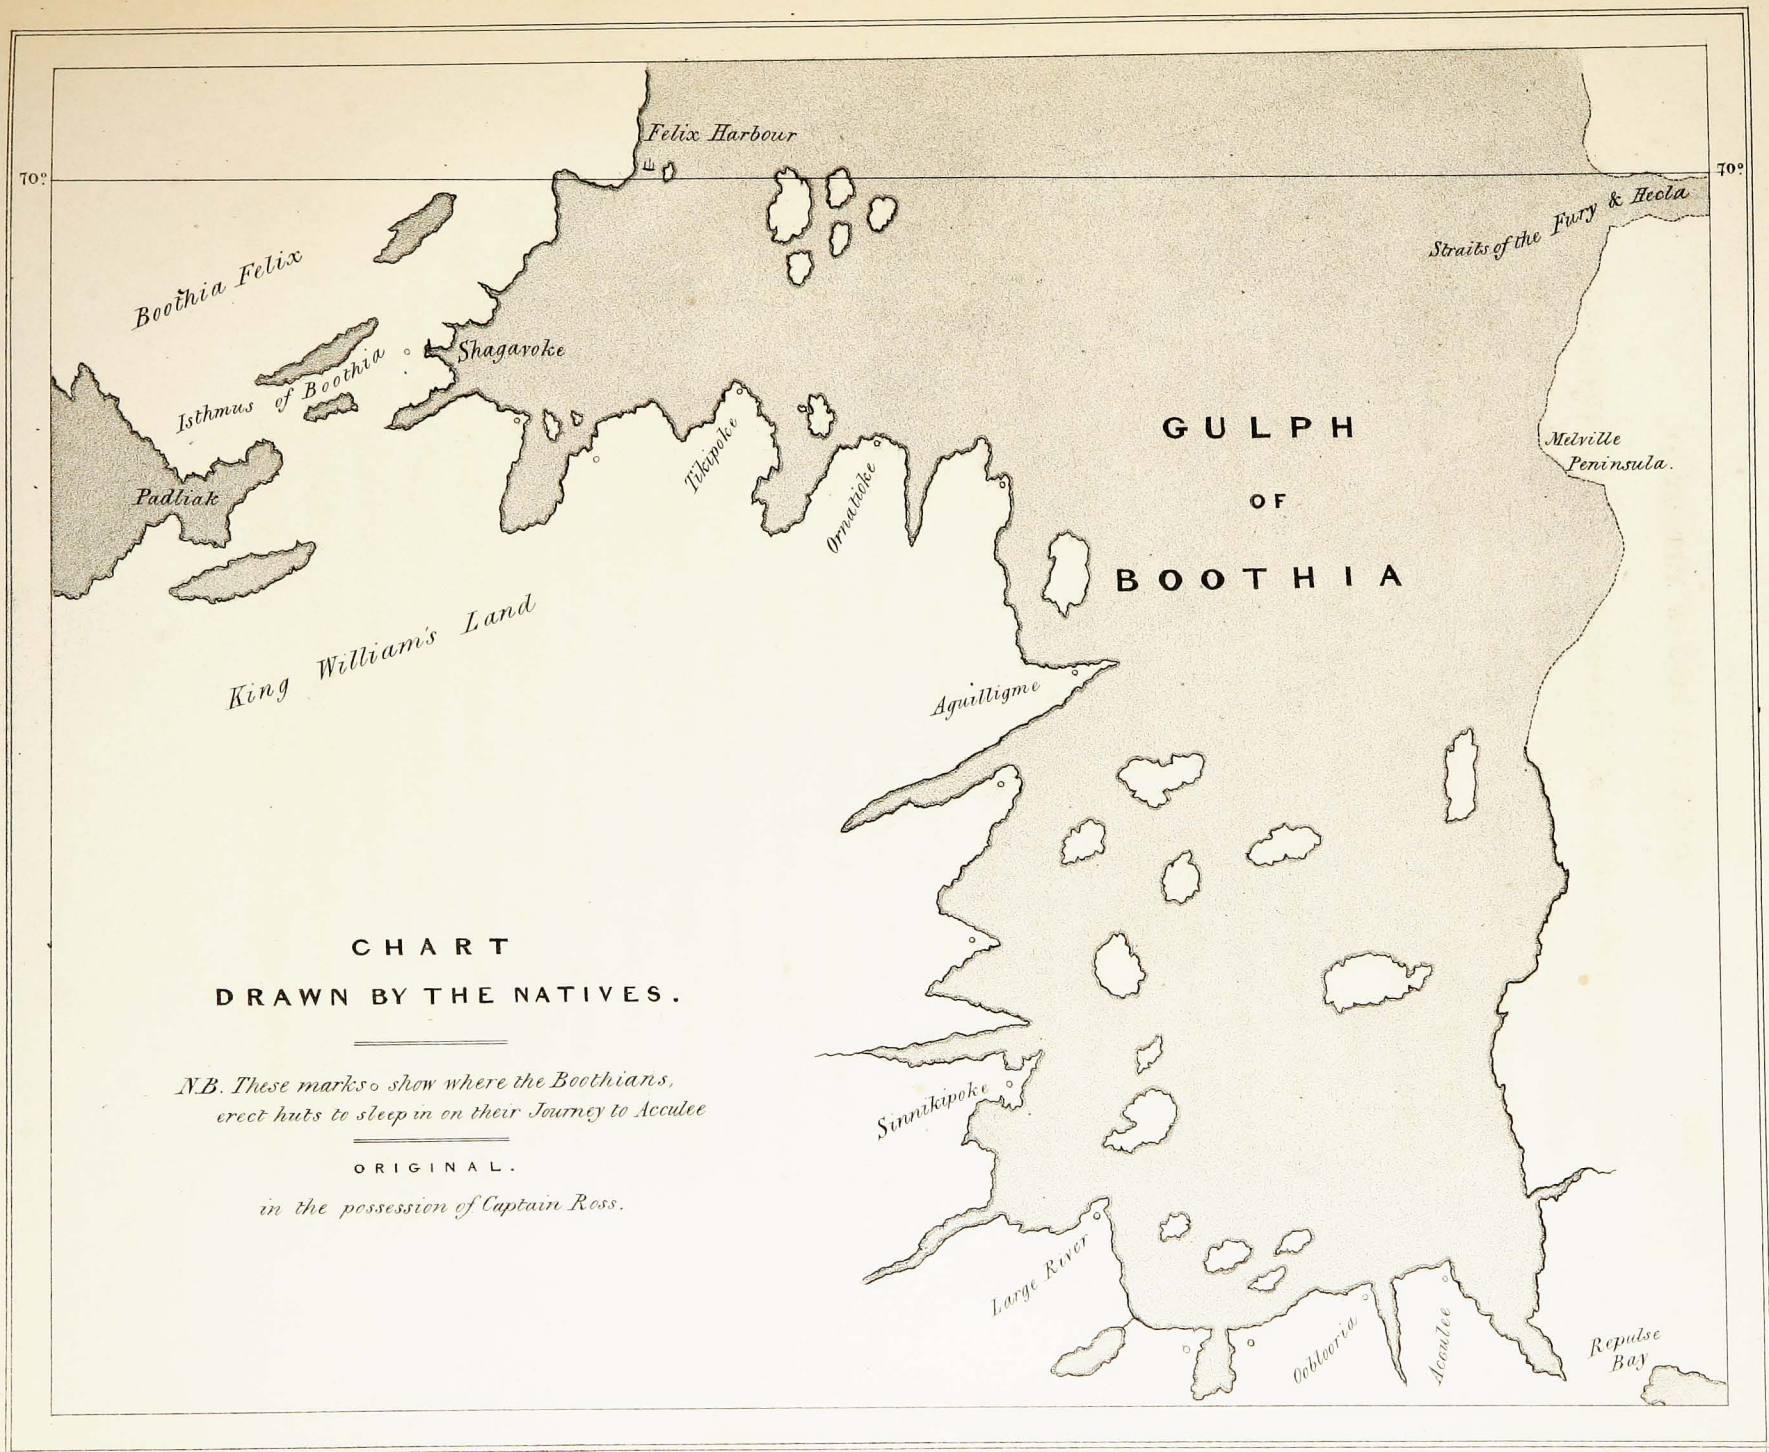 Felix Harbour
70º
70º
Straits of the Fury & Hecla
Boothia Felix
Shagavoke
Isthmus of Boothia
GULPH
OF
BOOTHIA
Melville
Peninsula.
Tikipoke
Ornatioke
Padliak
King William's Land
Aguilligme
CHART
DRAWN BY THE NATIVES.
N.B. These marks o show where the Boothians,
erect huts to sleep in on their Journey to Acculee
ORIGINAL.
in the possession of Captain Ross.
Sinnikipoke
Large River
Ooblooria
Acculee
Repulse
Bay